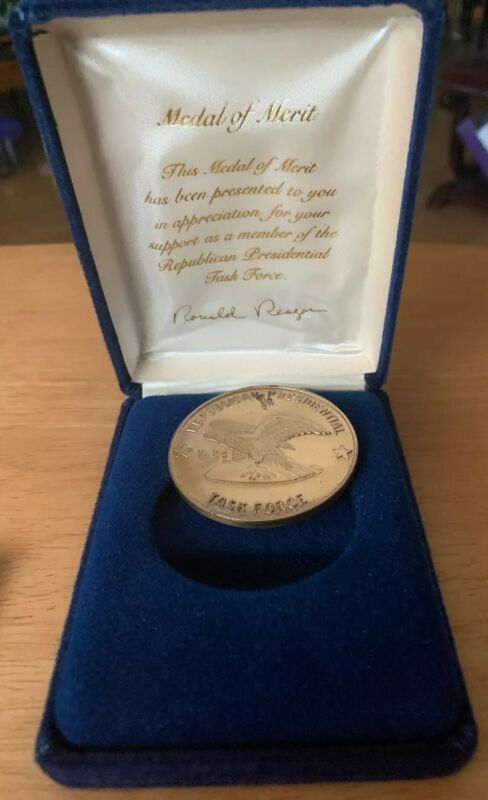 Medal of Merit
This Medal of Merit
has been presented to you
in appreciation for your
support as a member of the
Republican Presidential
Task Force.
Ronald Reagan
REPUBLICAN PRESIDENTIAL
TASK FORCE